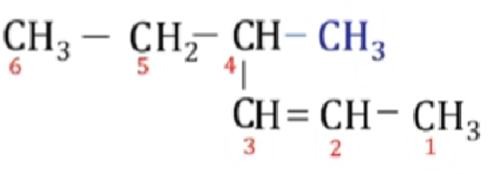 CH₃ − CH₂− CH− CH₃
6 5 4
CH = CH− CH₃
3 2 1